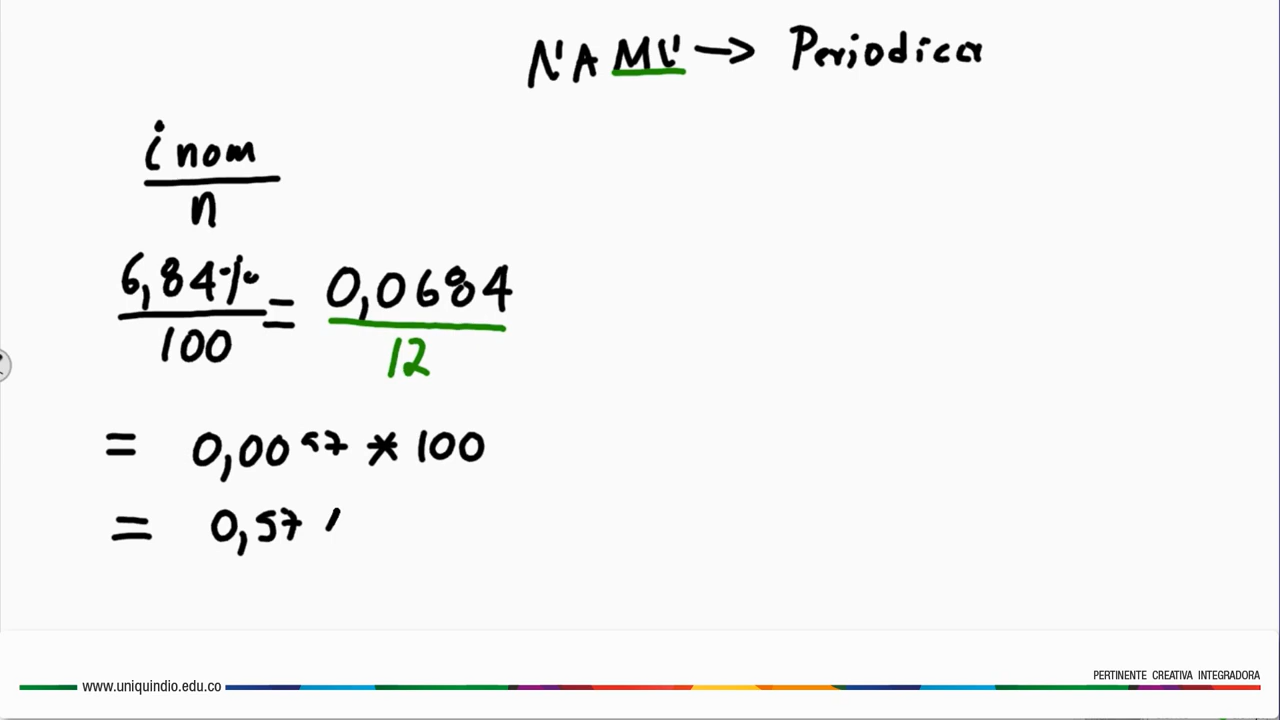 NAMV → Periodica
i nom
n
6,84% = 0,0684
100 12
= 0,0057 * 100
= 0,57 /
www.uniquindio.edu.co
PERTINENTE CREATIVA INTEGRADORA